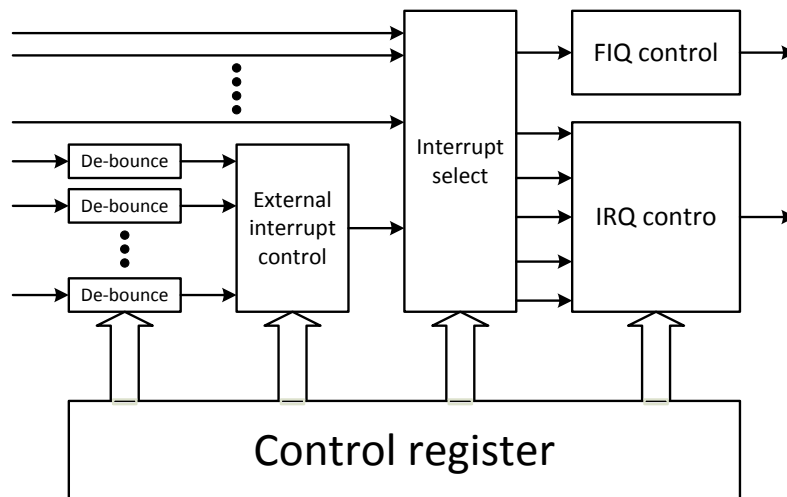 FIQ control
De-bounce
Interrupt
select
External
interrupt
control
De-bounce
IRQ contro
De-bounce
Control register